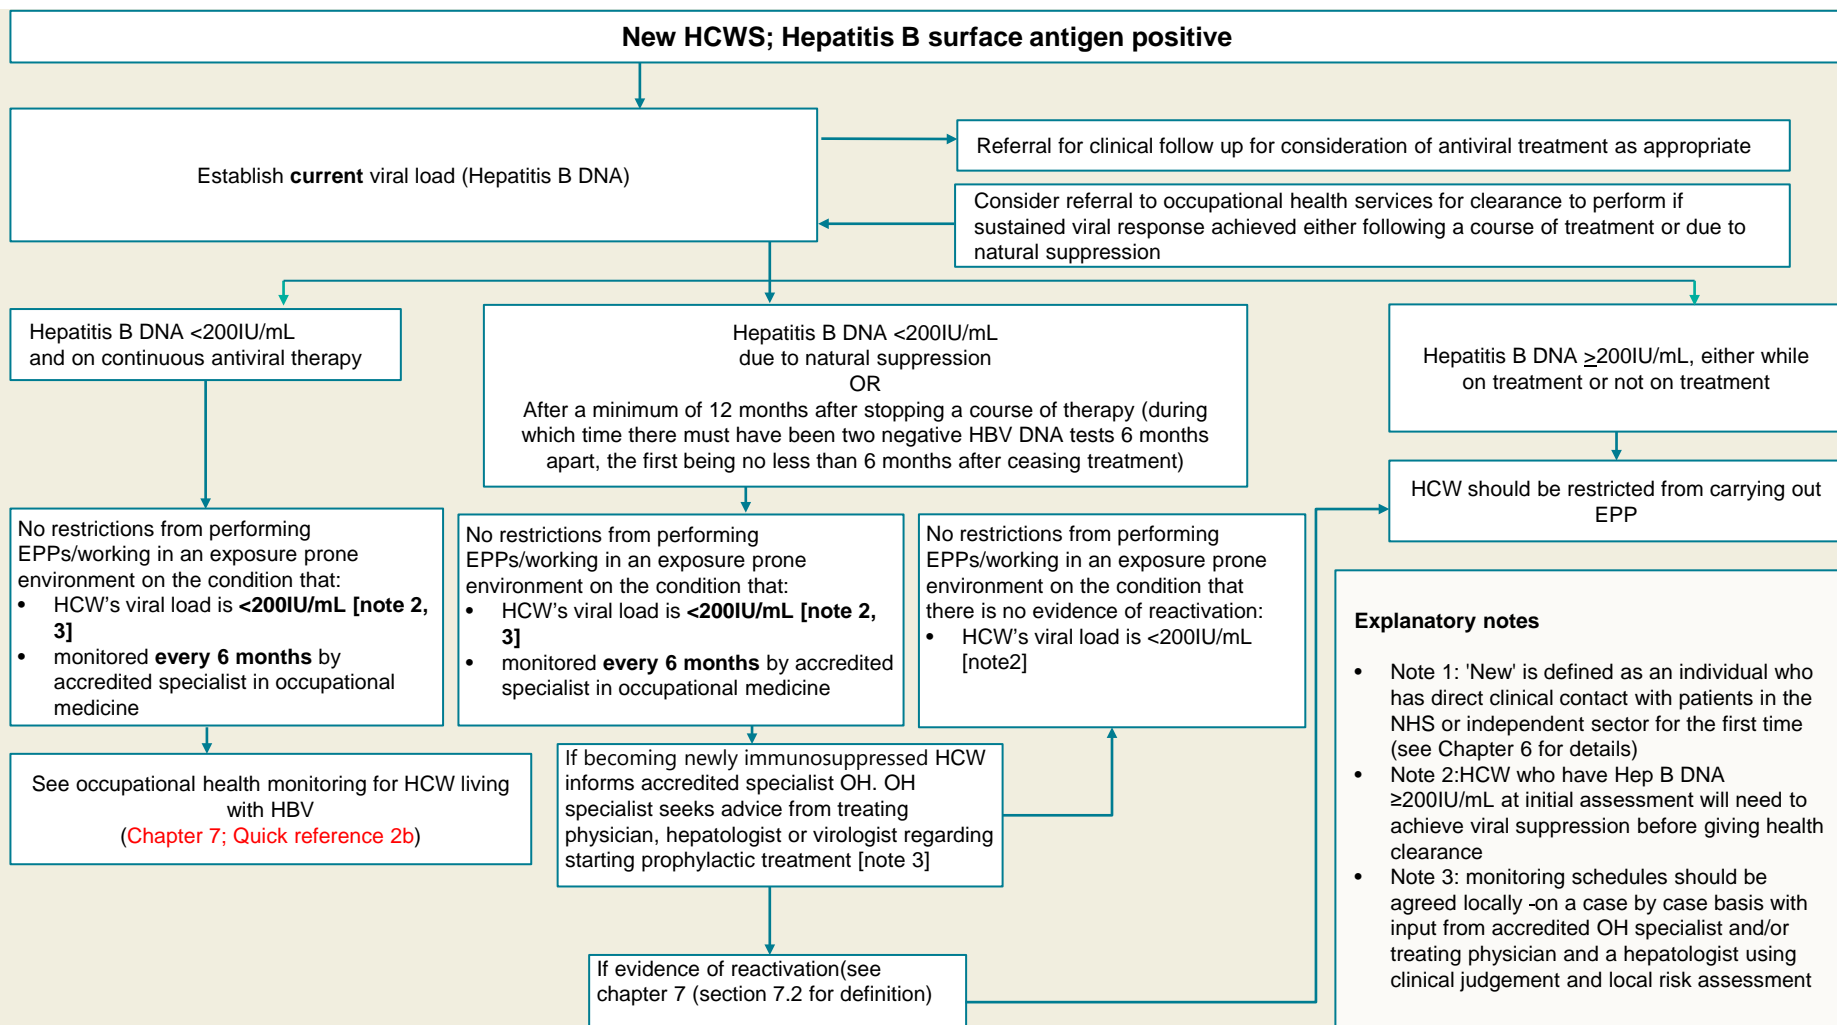 New HCWS; Hepatitis B surface antigen positive
Establish current viral load (Hepatitis B DNA)
Referral for clinical follow up for consideration of antiviral treatment as appropriate
Consider referral to occupational health services for clearance to perform if
sustained viral response achieved either following a course of treatment or due to
natural suppression
Hepatitis B DNA <200IU/mL
and on continuous antiviral therapy
Hepatitis B DNA <200IU/mL
due to natural suppression
OR
After a minimum of 12 months after stopping a course of therapy (during
which time there must have been two negative HBV DNA tests 6 months
apart, the first being no less than 6 months after ceasing treatment)
Hepatitis B DNA ≥200IU/mL, either while
on treatment or not on treatment
HCW should be restricted from carrying out
EPP
No restrictions from performing
EPPs/working in an exposure prone
environment on the condition that:
• HCW's viral load is <200IU/mL [note 2,
3]
• monitored every 6 months by
accredited specialist in occupational
medicine
No restrictions from performing
EPPs/working in an exposure prone
environment on the condition that:
• HCW's viral load is <200IU/mL [note 2,
3]
• monitored every 6 months by accredited
specialist in occupational medicine
No restrictions from performing
EPPs/working in an exposure prone
environment on the condition that
there is no evidence of reactivation:
• HCW's viral load is <200IU/mL
[note2]
See occupational health monitoring for HCW living
with HBV
(Chapter 7; Quick reference 2b)
If becoming newly immunosuppressed HCW
informs accredited specialist OH. OH
specialist seeks advice from treating
physician, hepatologist or virologist regarding
starting prophylactic treatment [note 3]
If evidence of reactivation(see
chapter 7 (section 7.2 for definition)
Explanatory notes
• Note 1: 'New' is defined as an individual who
has direct clinical contact with patients in the
NHS or independent sector for the first time
(see Chapter 6 for details)
• Note 2:HCW who have Hep B DNA
≥200IU/mL at initial assessment will need to
achieve viral suppression before giving health
clearance
• Note 3: monitoring schedules should be
agreed locally -on a case by case basis with
input from accredited OH specialist and/or
treating physician and a hepatologist using
clinical judgement and local risk assessment